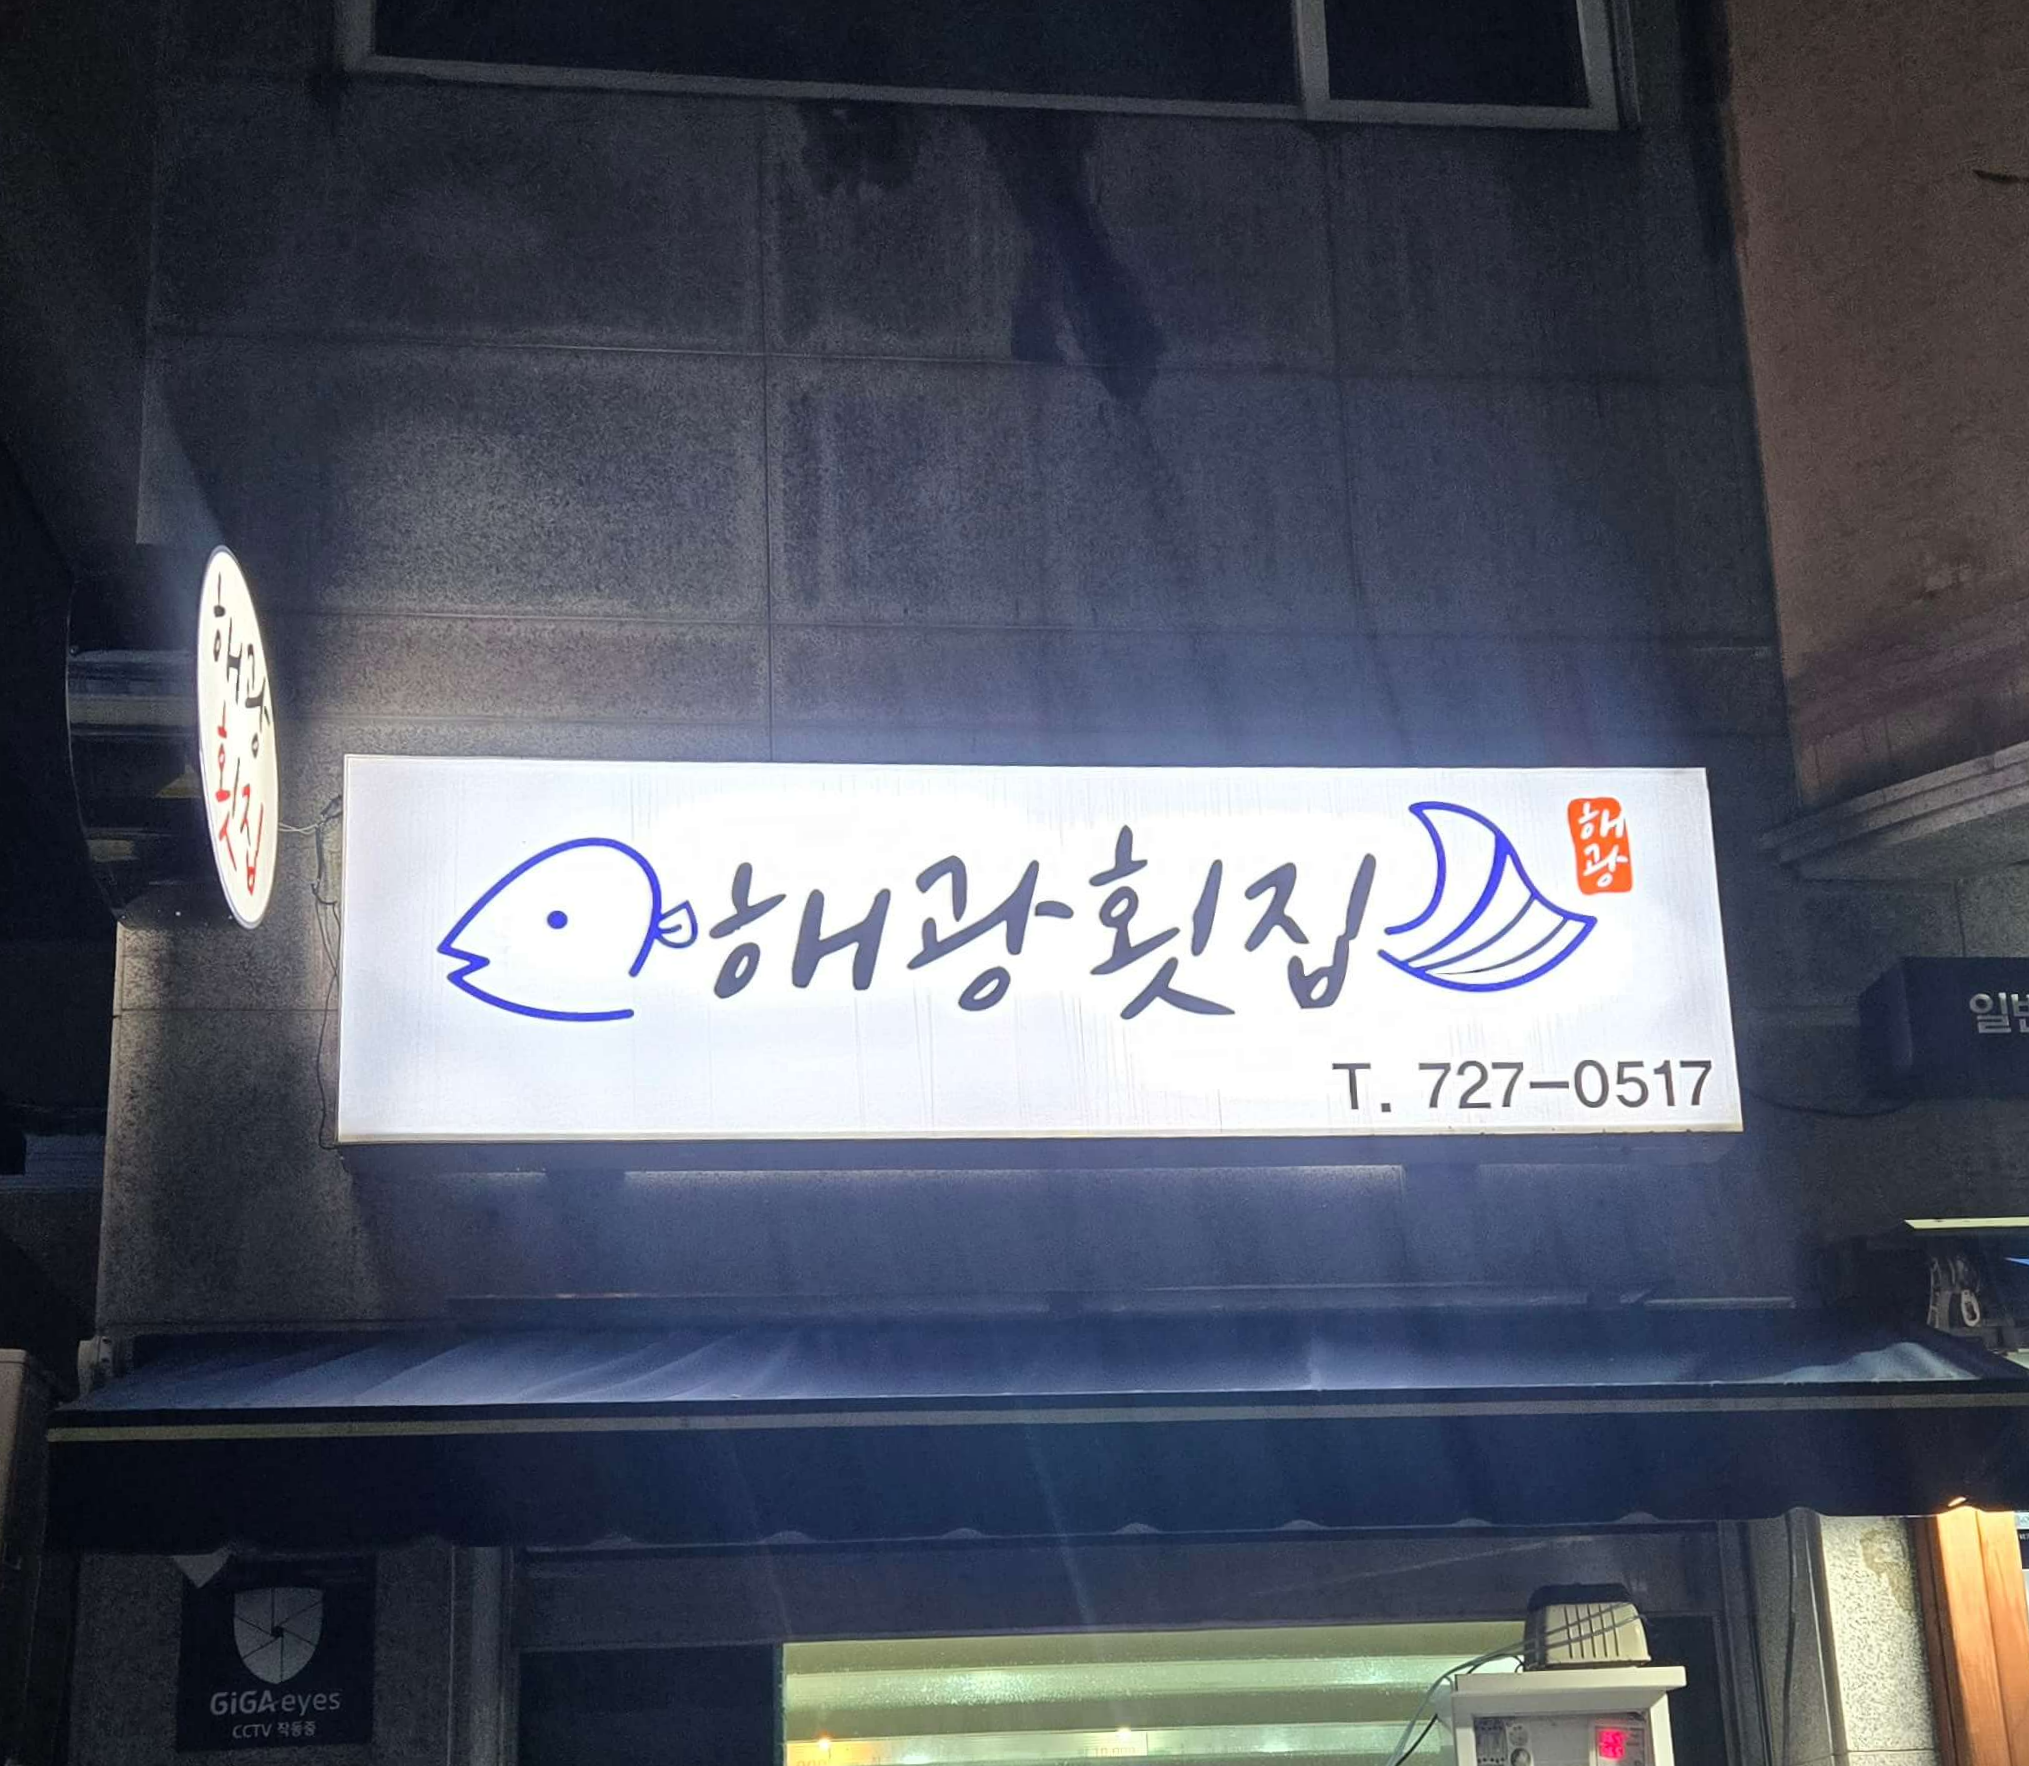 해광
횟집
해광횟집
해
광
T. 727-0517
GiGA eyes
CCTV 작동중